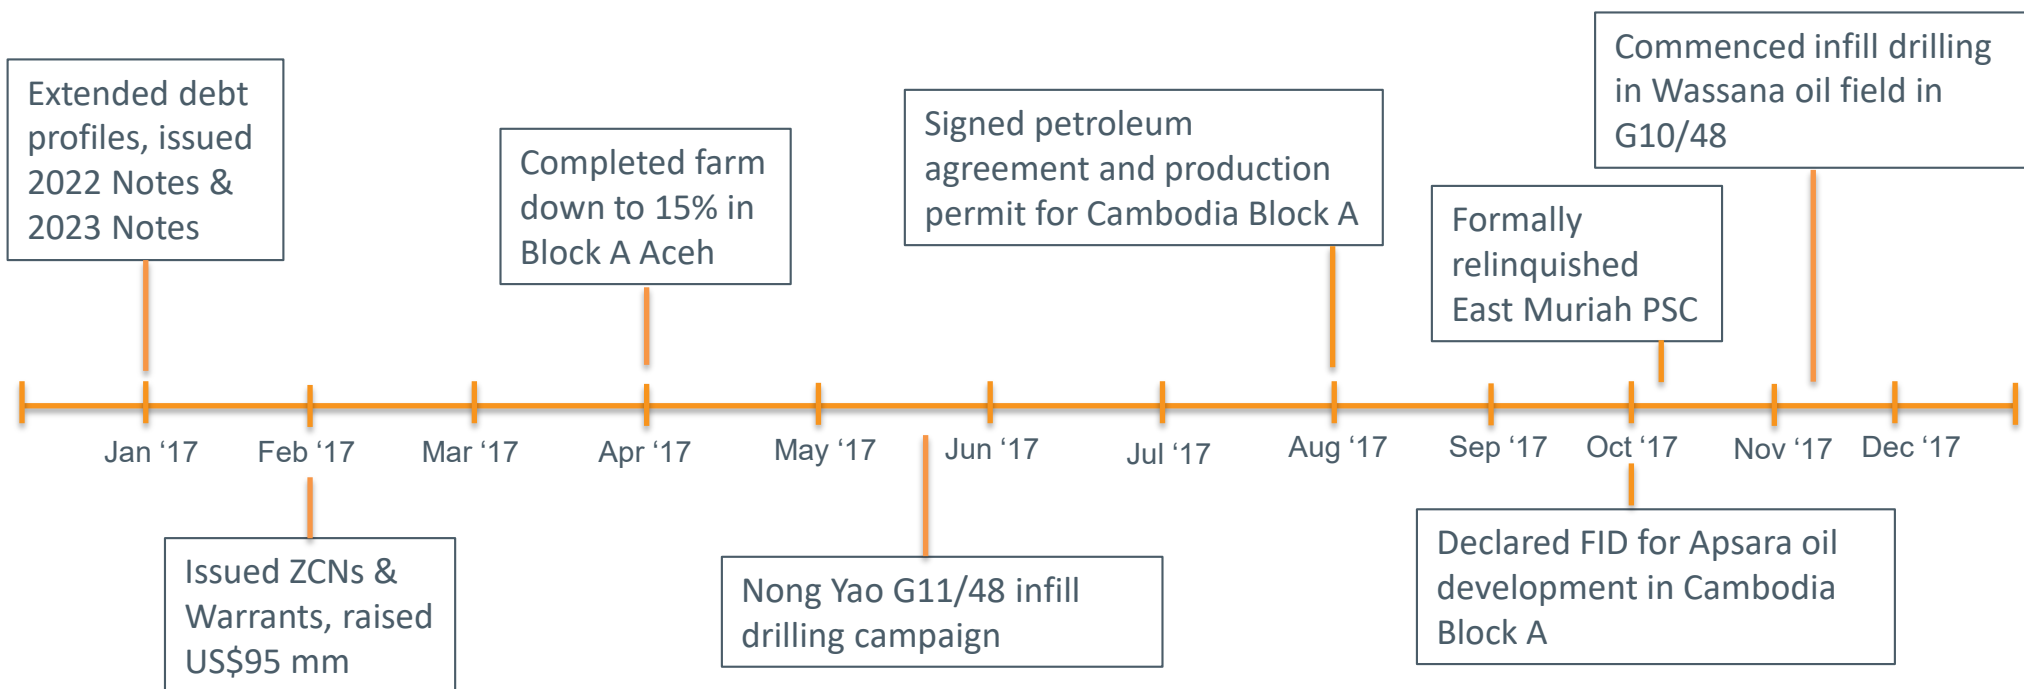 Extended debt
profiles, issued
2022 Notes &
2023 Notes
Completed farm
down to 15% in
Block A Aceh
Signed petroleum
agreement and production
permit for Cambodia Block A
Formally
relinquished
East Muriah PSC
Commenced infill drilling
in Wassana oil field in
G10/48
Jan ‘17
Feb ‘17
Mar ‘17
Apr ‘17
May ‘17
Jun ‘17
Jul ‘17
Aug ‘17
Sep ‘17
Oct ‘17
Nov ‘17
Dec ‘17
Issued ZCNs &
Warrants, raised
US$95 mm
Nong Yao G11/48 infill
drilling campaign
Declared FID for Apsara oil
development in Cambodia
Block A